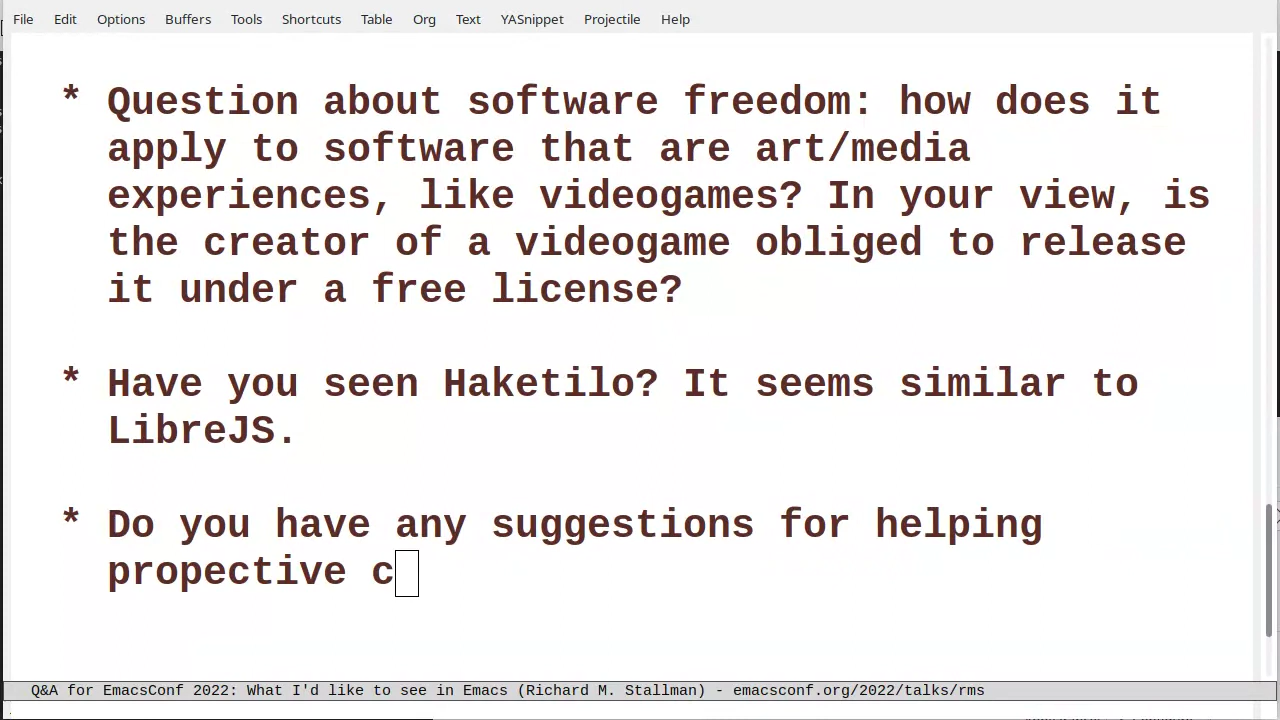 File Edit Options Buffers Tools Shortcuts Table Org Text YASnippet Projectile Help
* Question about software freedom: how does it
apply to software that are art/media
experiences, like videogames? In your view, is
the creator of a videogame obliged to release
it under a free license?
* Have you seen Haketilo? It seems similar to
LibreJS.
* Do you have any suggestions for helping
propective c
Q&A for EmacsConf 2022: What I'd like to see in Emacs (Richard M. Stallman) - emacsconf.org/2022/talks/rms